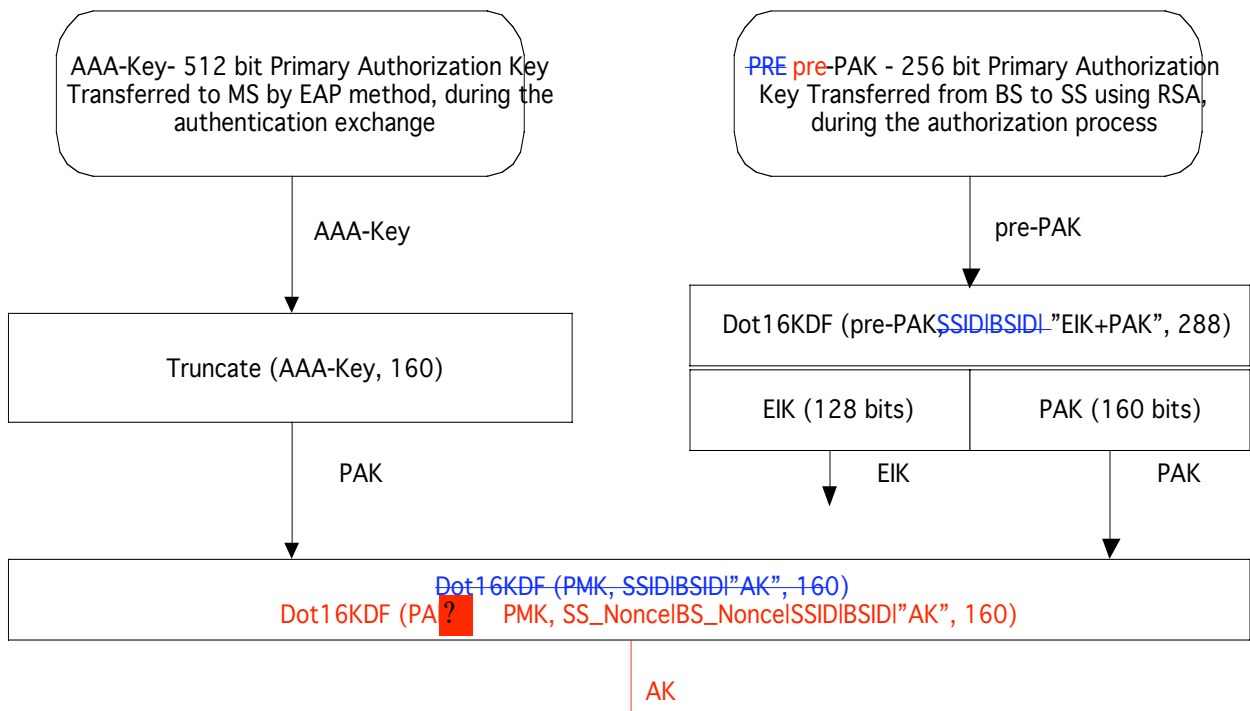 AAA-Key- 512 bit Primary Authorization Key
Transferred to MS by EAP method, during the
authentication exchange
PRE pre-PAK - 256 bit Primary Authorization
Key Transferred from BS to SS using RSA,
during the authorization process
AAA-Key
pre-PAK
Truncate (AAA-Key, 160)
Dot16KDF (pre-PAK,SSID|BSID| ”EIK+PAK”, 288)
EIK (128 bits)
PAK (160 bits)
PAK
EIK
PAK
Dot16KDF (PMK, SSID|BSID|”AK”, 160)
Dot16KDF (PA ? PMK, SS_Nonce|BS_Nonce|SSID|BSID|”AK”, 160)
AK